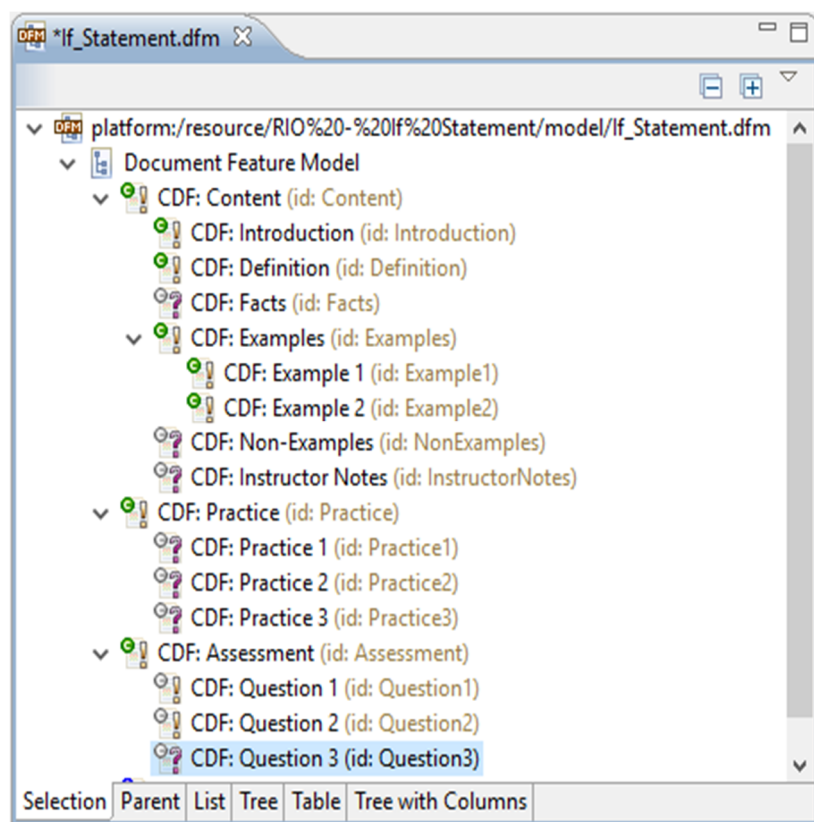 *If_Statement.dfm
platform:/resource/RIO%20-%20If%20Statement/model/If_Statement.dfm
Document Feature Model
CDF: Content (id: Content)
CDF: Introduction (id: Introduction)
CDF: Definition (id: Definition)
CDF: Facts (id: Facts)
CDF: Examples (id: Examples)
CDF: Example 1 (id: Example1)
CDF: Example 2 (id: Example2)
CDF: Non-Examples (id: NonExamples)
CDF: Instructor Notes (id: InstructorNotes)
CDF: Practice (id: Practice)
CDF: Practice 1 (id: Practice1)
CDF: Practice 2 (id: Practice2)
CDF: Practice 3 (id: Practice3)
CDF: Assessment (id: Assessment)
CDF: Question 1 (id: Question1)
CDF: Question 2 (id: Question2)
CDF: Question 3 (id: Question3)
Selection Parent List Tree Table Tree with Columns